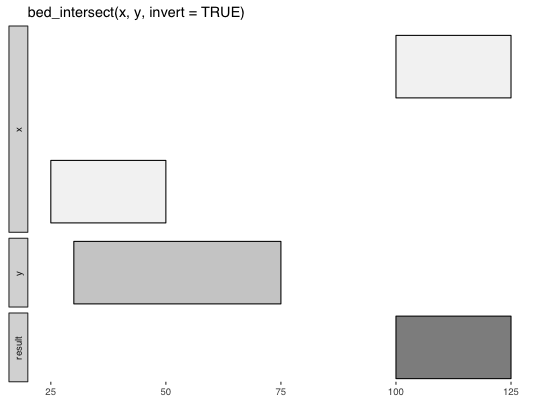 bed_intersect(x, y, invert = TRUE)
x
y
result
25 50 75 100 125